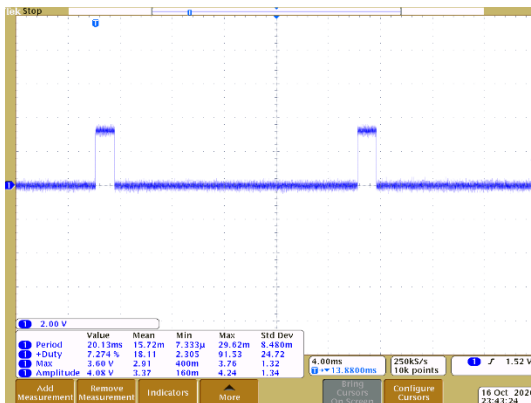 Tek Stop
T
1
1 2.00 V
Value Mean Min Max Std Dev
1 Period 20.13ms 15.72m 7.333µ 29.62m 8.480m
1 +Duty 7.274 % 18.11 2.305 91.53 24.72
1 Max 3.60 V 2.91 400m 3.76 1.32
1 Amplitude 4.08 V 3.37 160m 4.24 1.34
4.00ms
T 13.8800ms
250kS/s
10k points
1 1.52 V
Add Measurement
Remove Measurement
Indicators
More
Bring Cursors On Screen
Configure Cursors
16 Oct 2020
23:43:24